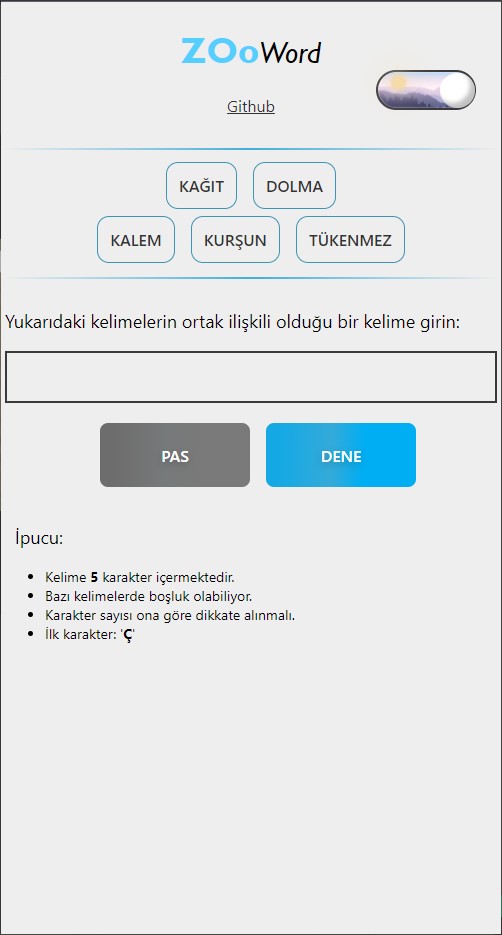 ZOoWord
Github
KAĞIT DOLMA
KALEM KURŞUN TÜKENMEZ
Yukarıdaki kelimelerin ortak ilişkili olduğu bir kelime girin:
PAS DENE
İpucu:
Kelime 5 karakter içermektedir.
Bazı kelimelerde boşluk olabiliyor.
Karakter sayısı ona göre dikkate alınmalı.
İlk karakter: 'Ç'